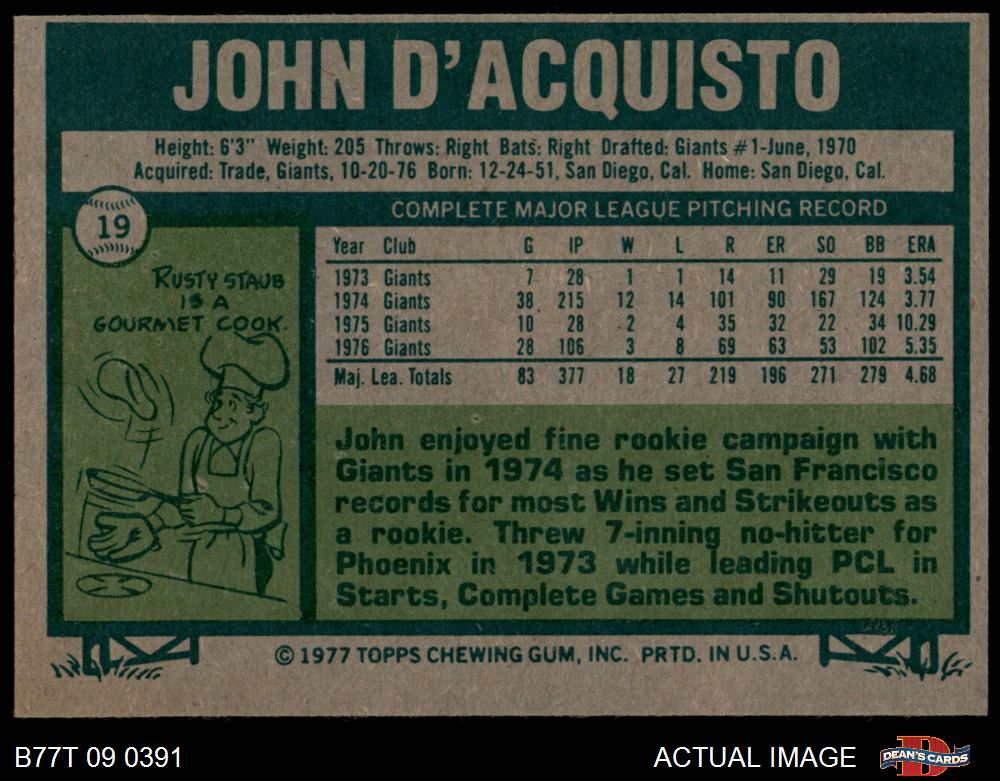 JOHN D'ACQUISTO
Height: 6'3" Weight: 205 Throws: Right Bats: Right Drafted: Giants #1-June, 1970
Acquired: Trade, Giants, 10-20-76 Born: 12-24-51, San Diego, Cal. Home: San Diego, Cal.
19
RUSTY STAUB
IS A
GOURMET COOK.
COMPLETE MAJOR LEAGUE PITCHING RECORD
Year Club G IP W L R ER SO BB ERA
1973 Giants 7 28 1 1 14 11 29 19 3.54
1974 Giants 38 215 12 14 101 90 167 124 3.77
1975 Giants 10 28 2 4 35 32 22 34 10.29
1976 Giants 28 106 3 8 69 63 53 102 5.35
Maj. Lea. Totals 83 377 18 27 219 196 271 279 4.68
John enjoyed fine rookie campaign with
Giants in 1974 as he set San Francisco
records for most Wins and Strikeouts as
a rookie. Threw 7-inning no-hitter for
Phoenix in 1973 while leading PCL in
Starts, Complete Games and Shutouts.
© 1977 TOPPS CHEWING GUM, INC. PRTD. IN U.S.A.
B77T 09 0391
ACTUAL IMAGE
DEAN'S CARDS